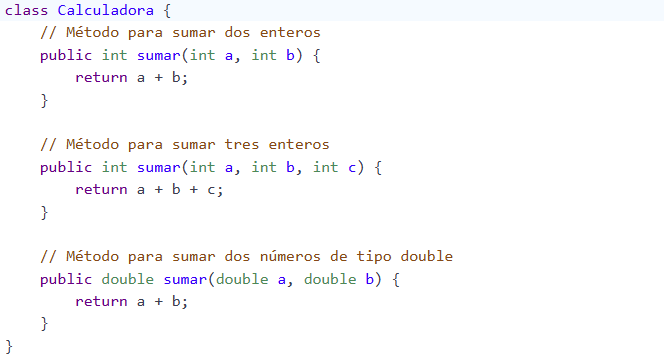 class Calculadora {
    // Método para sumar dos enteros
    public int sumar(int a, int b) {
        return a + b;
    }

    // Método para sumar tres enteros
    public int sumar(int a, int b, int c) {
        return a + b + c;
    }

    // Método para sumar dos números de tipo double
    public double sumar(double a, double b) {
        return a + b;
    }
}